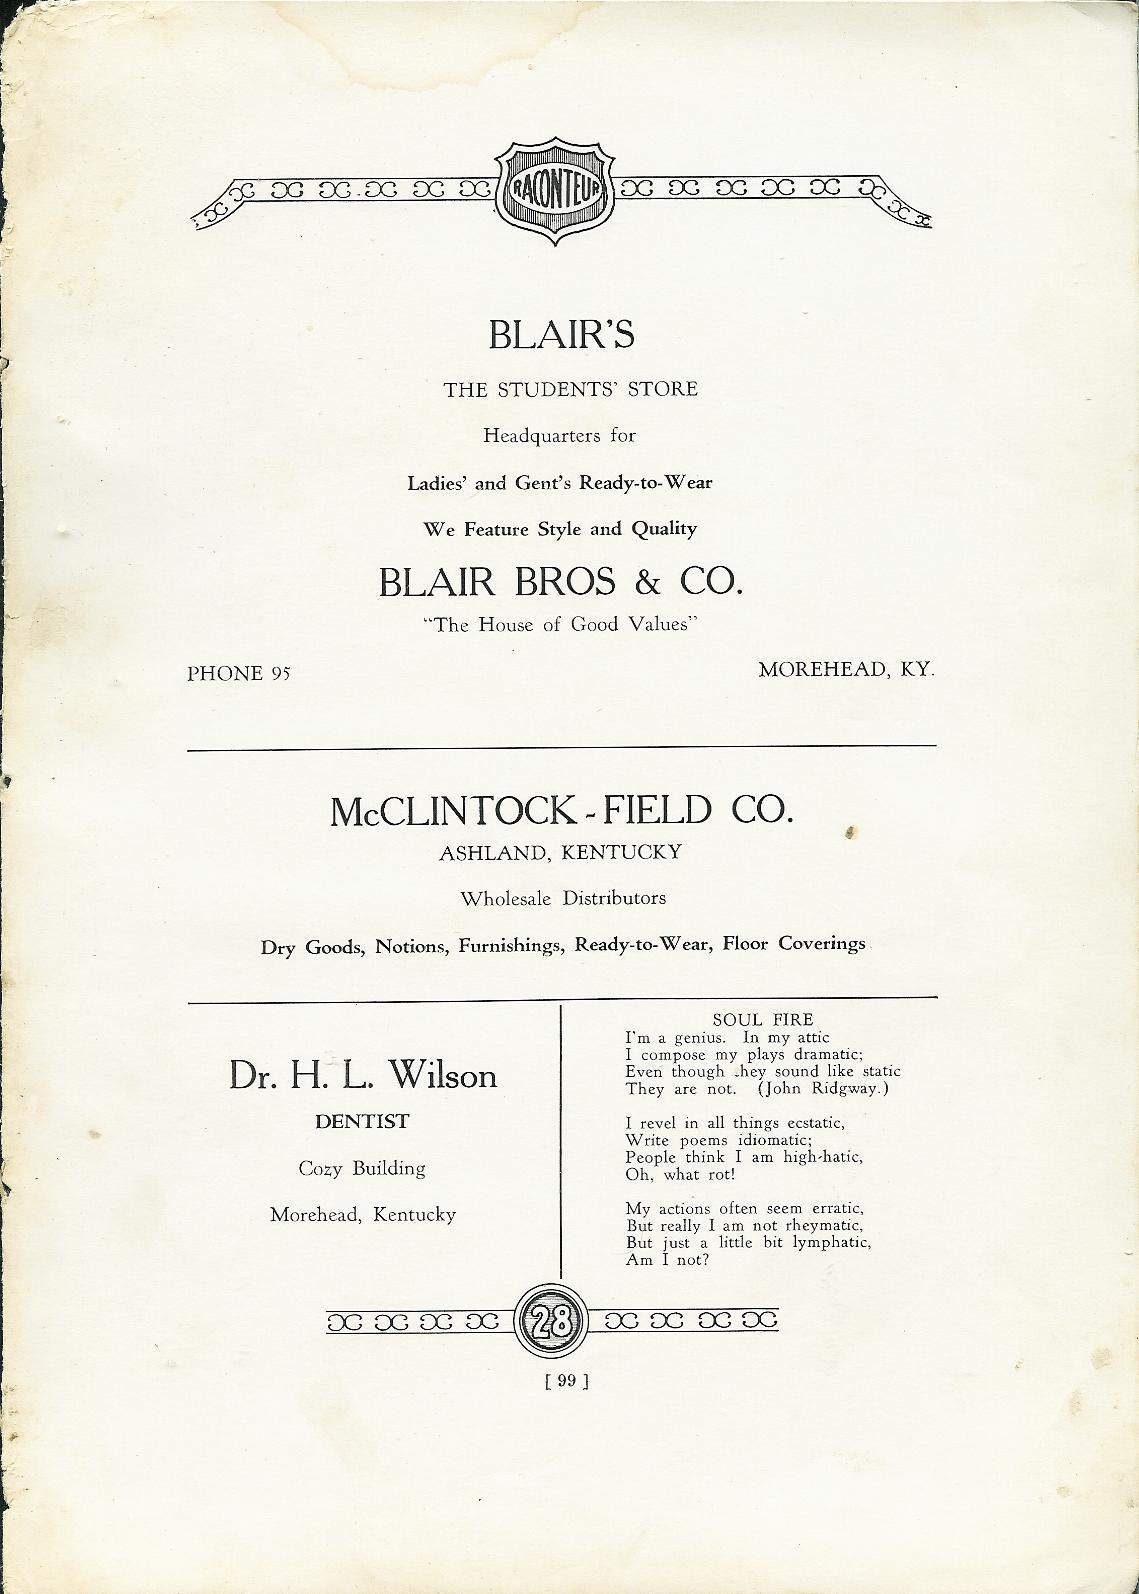 RACONTEUR
BLAIR'S
THE STUDENTS' STORE
Headquarters for
Ladies' and Gent's Ready-to-Wear
We Feature Style and Quality
BLAIR BROS & CO.
"The House of Good Values"
PHONE 95 MOREHEAD, KY.
McCLINTOCK-FIELD CO.
ASHLAND, KENTUCKY
Wholesale Distributors
Dry Goods, Notions, Furnishings, Ready-to-Wear, Floor Coverings
Dr. H. L. Wilson
DENTIST
Cozy Building
Morehead, Kentucky
SOUL FIRE
I'm a genius. In my attic
I compose my plays dramatic;
Even though they sound like static
They are not. (John Ridgway.)
I revel in all things ecstatic,
Write poems idiomatic;
People think I am high-hatic,
Oh, what rot!
My actions often seem erratic,
But really I am not rheymatic,
But just a little bit lymphatic,
Am I not?
28
[ 99 ]